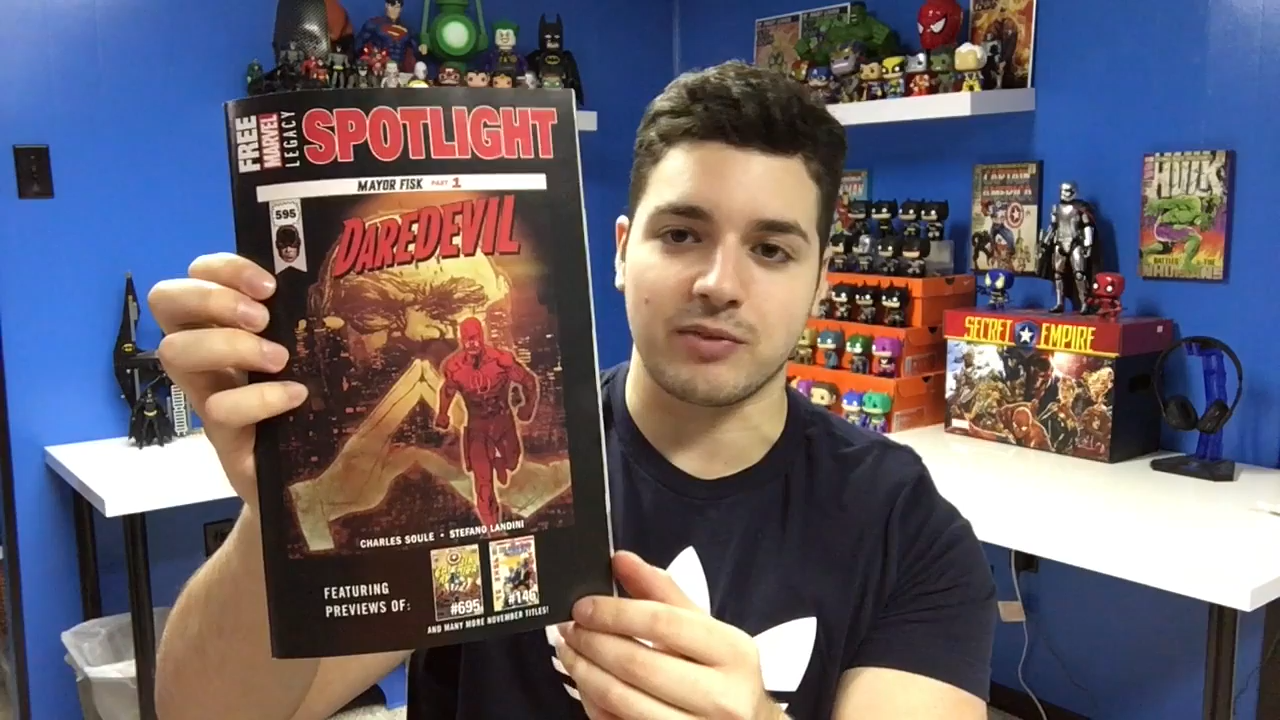 FREE
MARVEL
LEGACY
SPOTLIGHT
MAYOR FISK PART 1
595
DAREDEVIL
CHARLES SOULE • STEFANO LANDINI
FEATURING
PREVIEWS OF:
#695
#146
AND MANY MORE NOVEMBER TITLES!
CAPTAIN AMERICA
HULK
SECRET EMPIRE